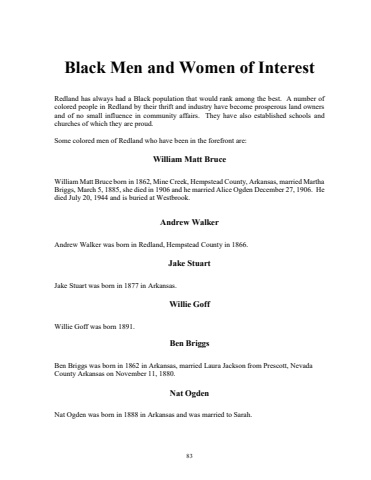 Black Men and Women of Interest
Redland has always had a Black population that would rank among the best. A number of
colored people in Redland by their thrift and industry have become prosperous land owners
and of no small influence in community affairs. They have also established schools and
churches of which they are proud.
Some colored men of Redland who have been in the forefront are:
William Matt Bruce
William Matt Bruce born in 1862, Mine Creek, Hempstead County, Arkansas, married Martha
Briggs, March 5, 1885, she died in 1906 and he married Alice Ogden December 27, 1906. He
died July 20, 1944 and is buried at Westbrook.
Andrew Walker
Andrew Walker was born in Redland, Hempstead County in 1866.
Jake Stuart
Jake Stuart was born in 1877 in Arkansas.
Willie Goff
Willie Goff was born 1891.
Ben Briggs
Ben Briggs was born in 1862 in Arkansas, married Laura Jackson from Prescott, Nevada
County Arkansas on November 11, 1880.
Nat Ogden
Nat Ogden was born in 1888 in Arkansas and was married to Sarah.
83